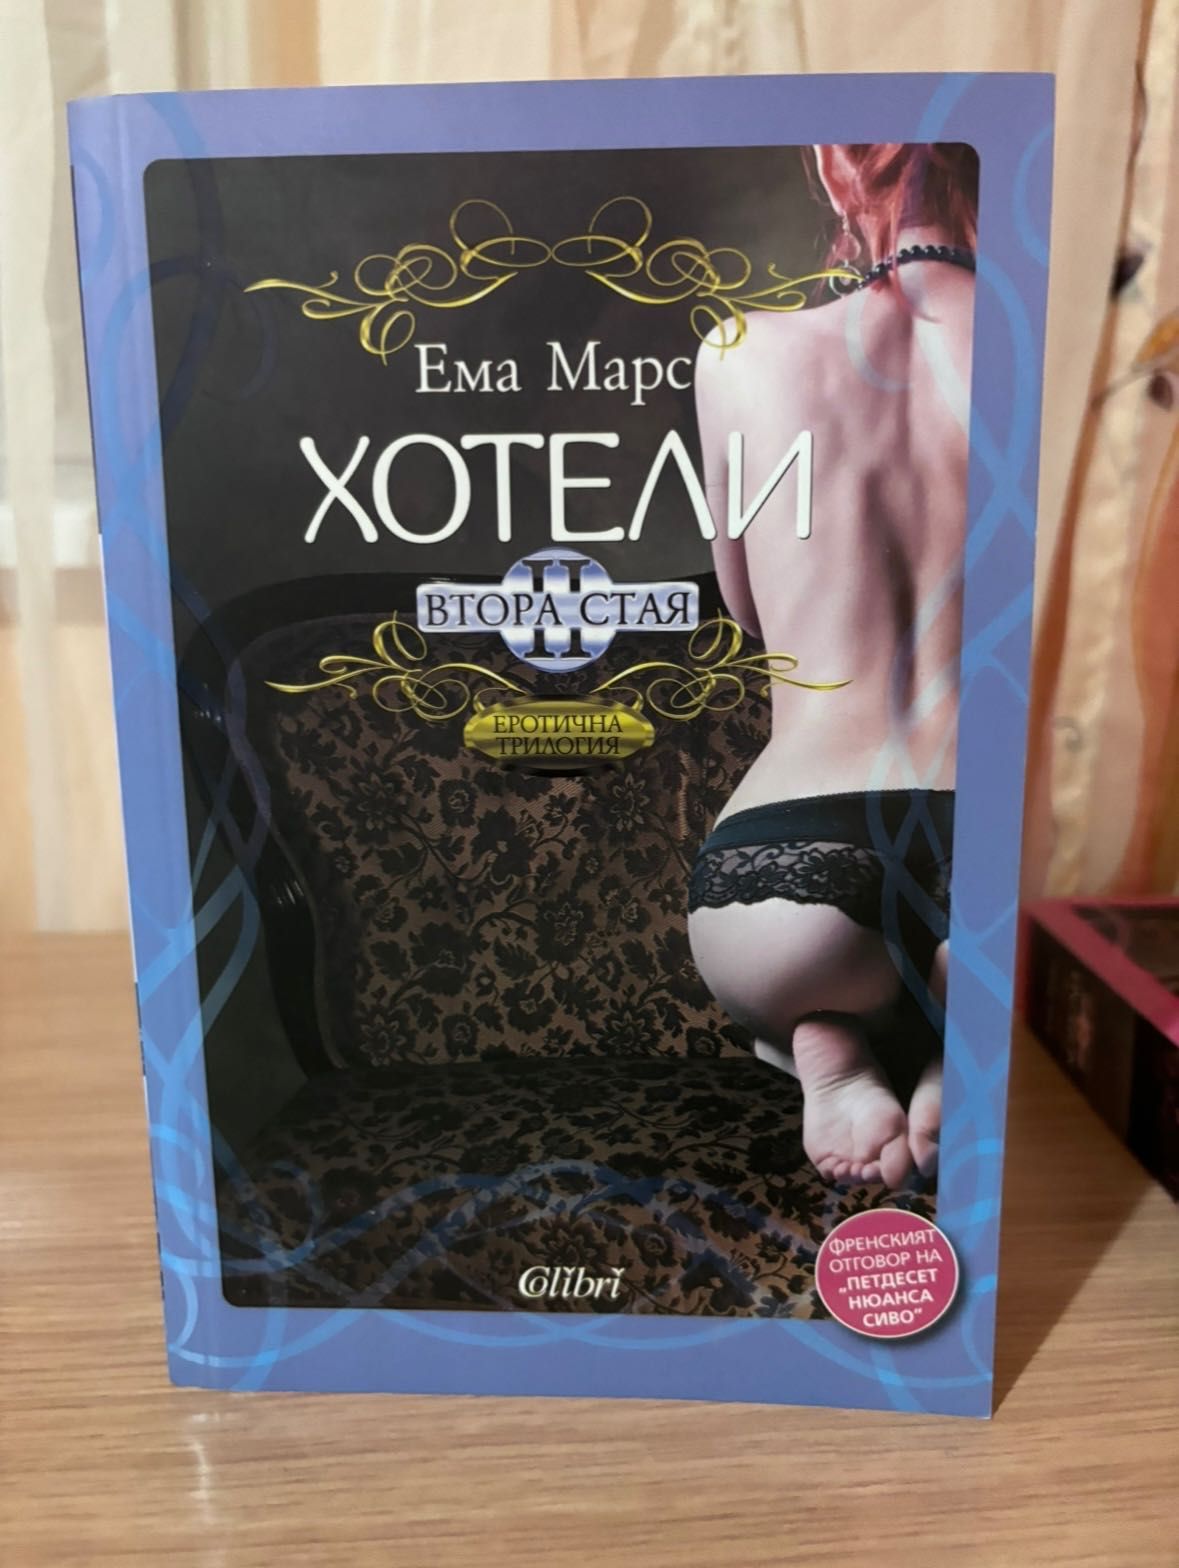 Ема Марс
ХОТЕЛИ
II
ВТОРА СТАЯ
ЕРОТИЧНА
ТРИЛОГИЯ
Colibri
ФРЕНСКИЯТ
ОТГОВОР НА
„ПЕТДЕСЕТ
НЮАНСА
СИВО“